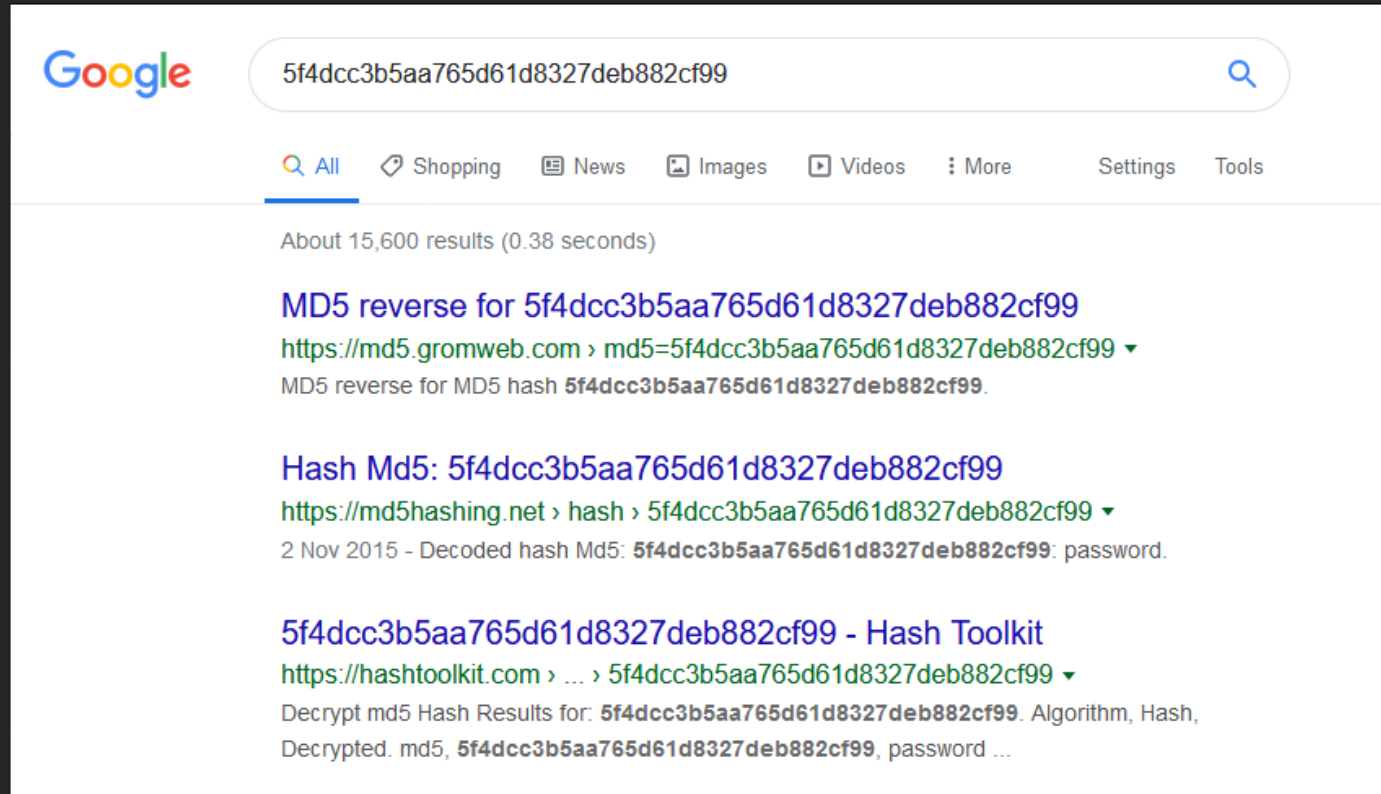 Google
5f4dcc3b5aa765d61d8327deb882cf99
All Shopping News Images Videos More Settings Tools
About 15,600 results (0.38 seconds)
MD5 reverse for 5f4dcc3b5aa765d61d8327deb882cf99
https://md5.gromweb.com › md5=5f4dcc3b5aa765d61d8327deb882cf99
MD5 reverse for MD5 hash 5f4dcc3b5aa765d61d8327deb882cf99.
Hash Md5: 5f4dcc3b5aa765d61d8327deb882cf99
https://md5hashing.net › hash › 5f4dcc3b5aa765d61d8327deb882cf99
2 Nov 2015 - Decoded hash Md5: 5f4dcc3b5aa765d61d8327deb882cf99: password.
5f4dcc3b5aa765d61d8327deb882cf99 - Hash Toolkit
https://hashtoolkit.com › ... › 5f4dcc3b5aa765d61d8327deb882cf99
Decrypt md5 Hash Results for: 5f4dcc3b5aa765d61d8327deb882cf99. Algorithm, Hash,
Decrypted. md5, 5f4dcc3b5aa765d61d8327deb882cf99, password ...